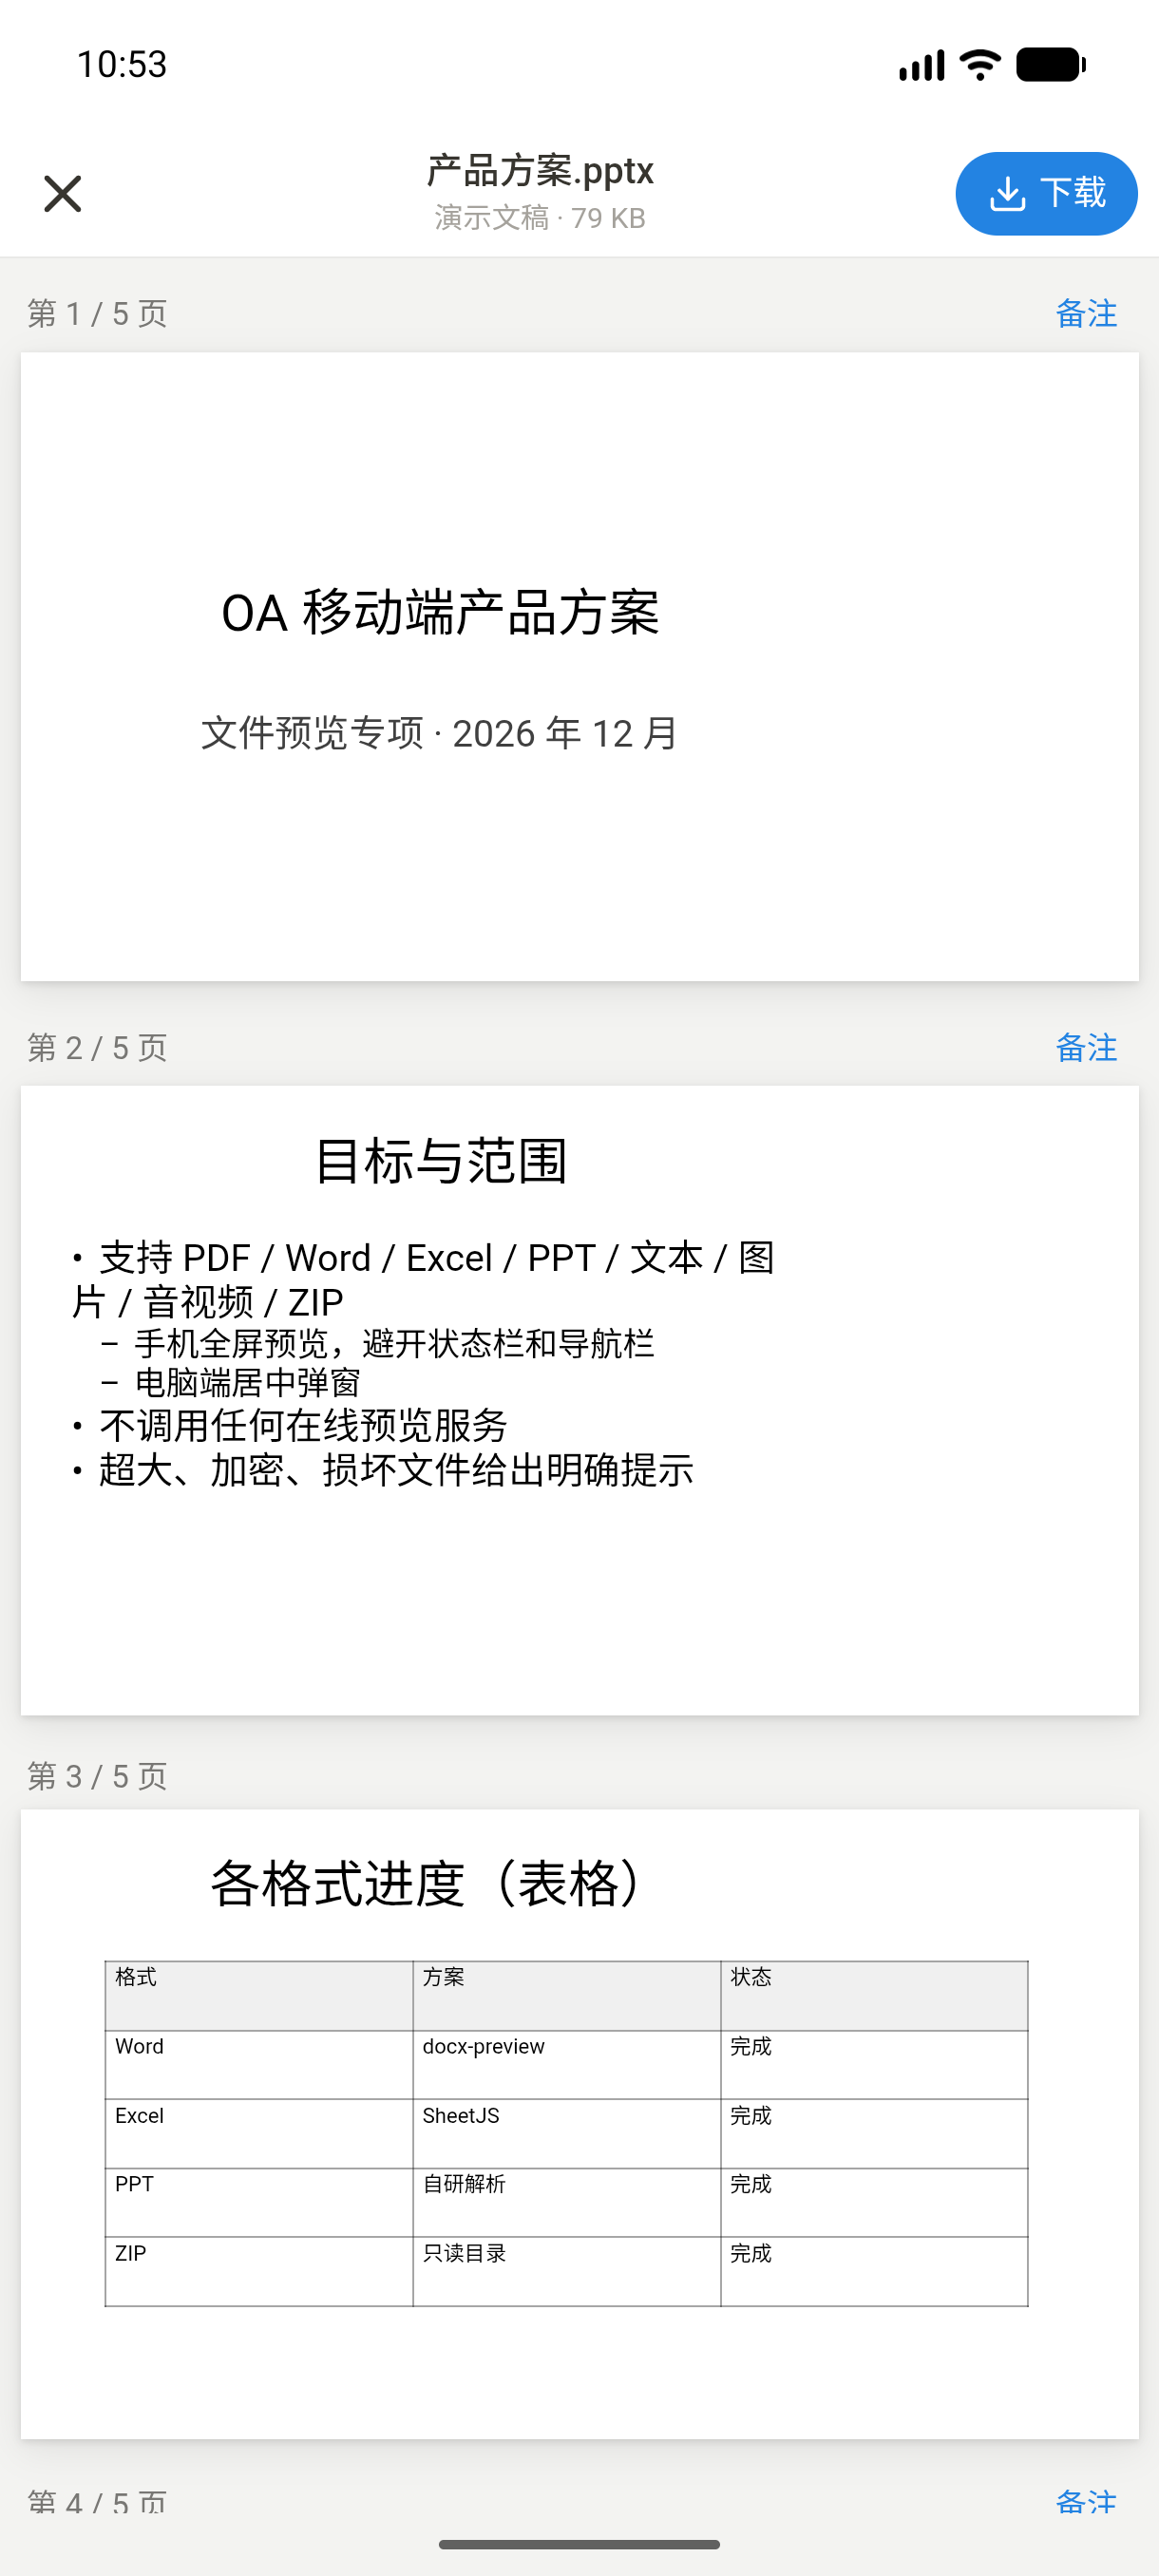 10:53
产品方案.pptx
演示文稿 · 79 KB
下载
第 1 / 5 页
备注
OA 移动端产品方案
文件预览专项 · 2026 年 12 月
第 2 / 5 页
备注
目标与范围
• 支持 PDF / Word / Excel / PPT / 文本 / 图
片 / 音视频 / ZIP
– 手机全屏预览，避开状态栏和导航栏
– 电脑端居中弹窗
• 不调用任何在线预览服务
• 超大、加密、损坏文件给出明确提示
第 3 / 5 页
各格式进度（表格）
格式 方案 状态
Word docx-preview 完成
Excel SheetJS 完成
PPT 自研解析 完成
ZIP 只读目录 完成
第 4 / 5 页
备注